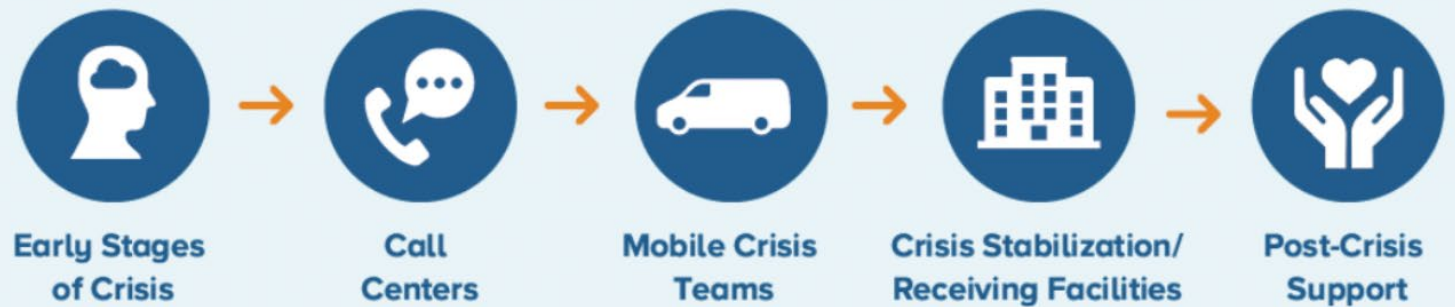 Early Stages
of Crisis
Call
Centers
Mobile Crisis
Teams
Crisis Stabilization/
Receiving Facilities
Post-Crisis
Support